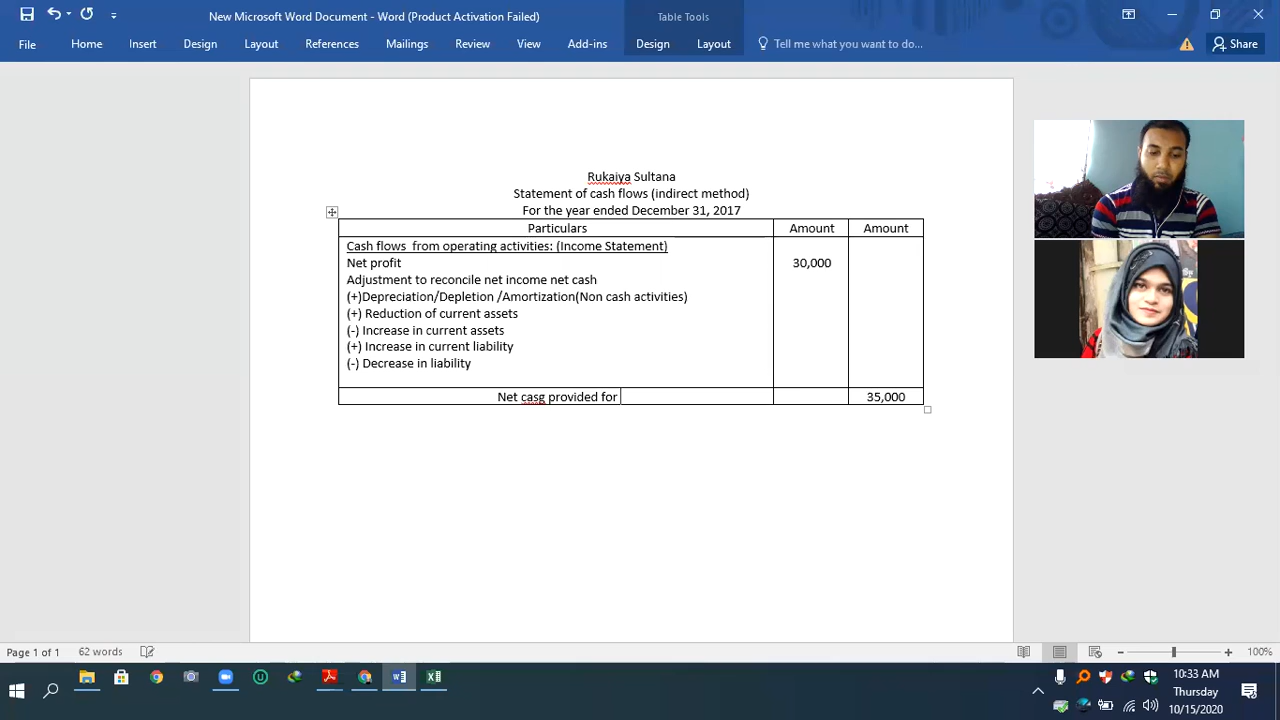 New Microsoft Word Document - Word (Product Activation Failed)
Table Tools
File Home Insert Design Layout References Mailings Review View Add-ins Design Layout Tell me what you want to do... Share
Rukaiya Sultana
Statement of cash flows (indirect method)
For the year ended December 31, 2017
Particulars Amount Amount
Cash flows  from operating activities: (Income Statement)
Net profit 30,000
Adjustment to reconcile net income net cash
(+)Depreciation/Depletion /Amortization(Non cash activities)
(+) Reduction of current assets
(-) Increase in current assets
(+) Increase in current liability
(-) Decrease in liability
Net casg provided for 35,000
Page 1 of 1 62 words 100%
10:33 AM
Thursday
10/15/2020